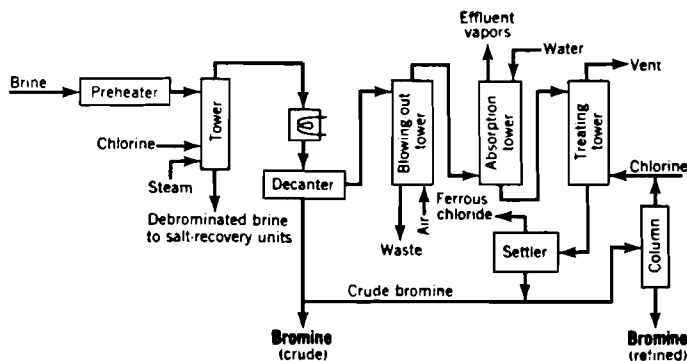 Effluent
vapors
Water
Vent
Brine
Preheater
Tower
Blowing out
tower
Absorption
tower
Treating
tower
Chlorine
Steam
Decanter
Chlorine
Debrominated brine
to salt-recovery units
Waste
Air
Ferrous
chloride
Settler
Column
Crude bromine
Bromine
(crude)
Bromine
(refined)